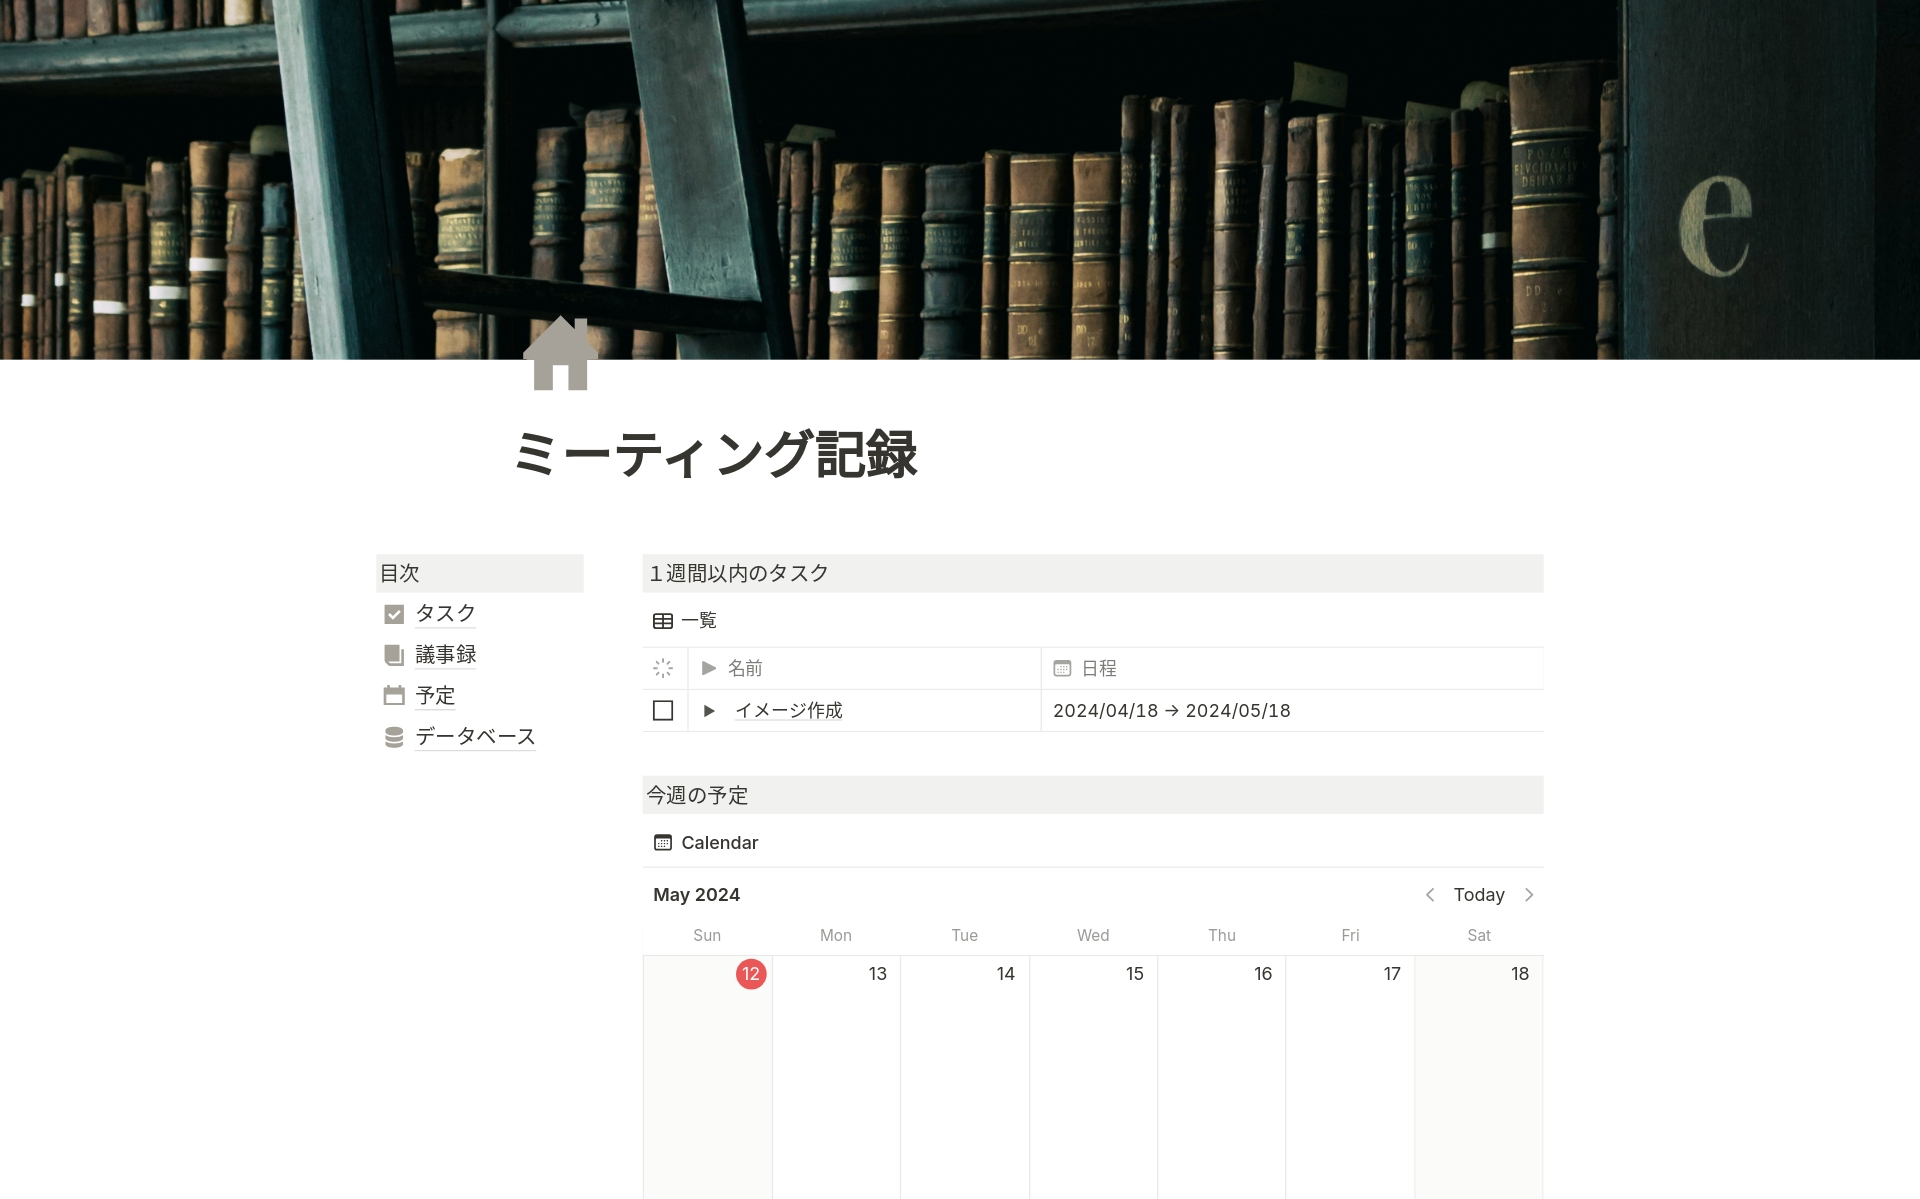 e
ミーティング記録
目次
タスク
議事録
予定
データベース
１週間以内のタスク
一覧
名前 日程
イメージ作成 2024/04/18 → 2024/05/18
今週の予定
Calendar
May 2024 Today
Sun Mon Tue Wed Thu Fri Sat
12 13 14 15 16 17 18